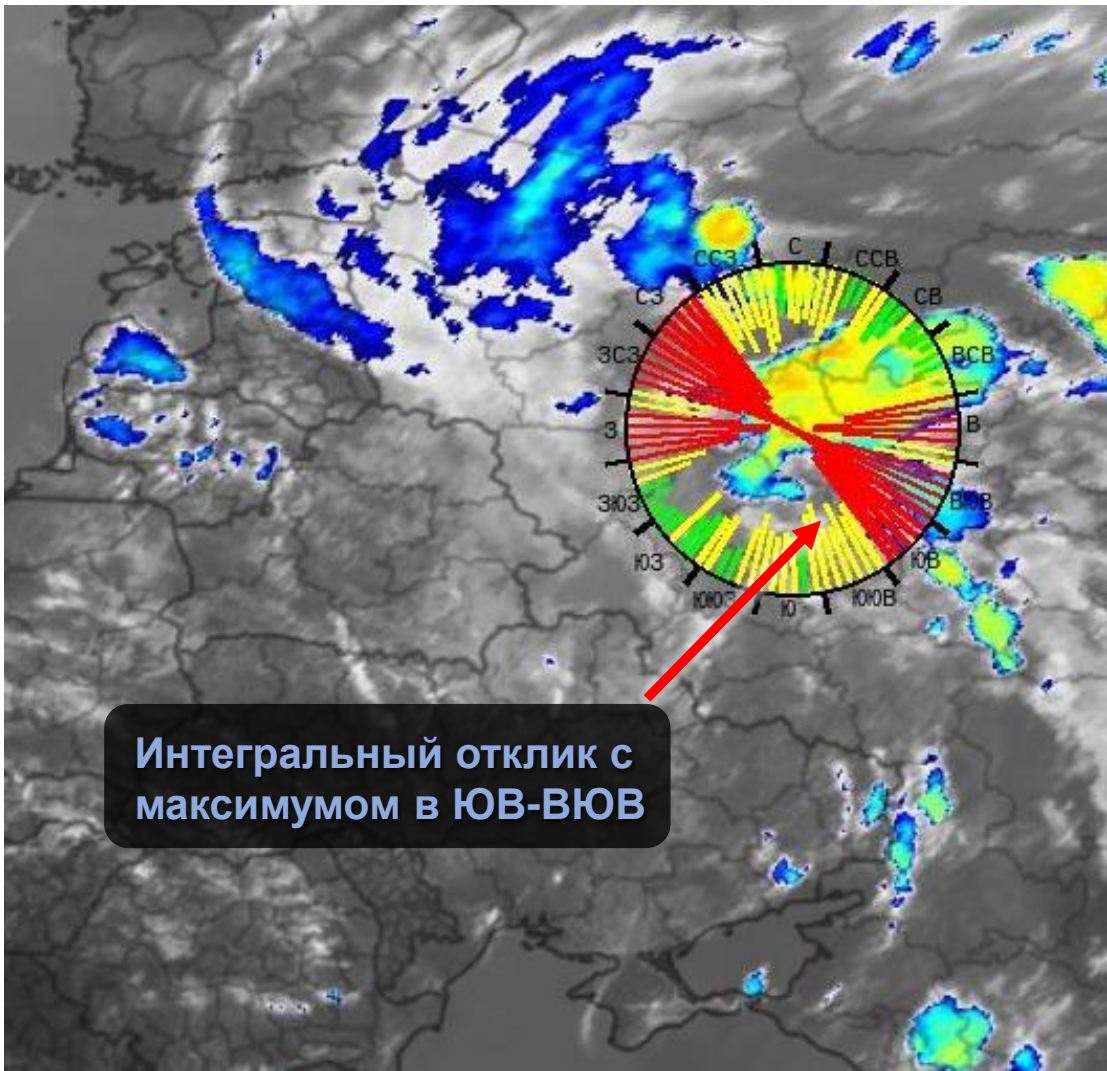 С
ССЗ
ССВ
СЗ
СВ
ЗСЗ
ВСВ
З
В
ЗЮЗ
ВЮВ
ЮЗ
ЮВ
ЮЮЗ
Ю
ЮЮВ
Интегральный отклик с
максимумом в ЮВ-ВЮВ